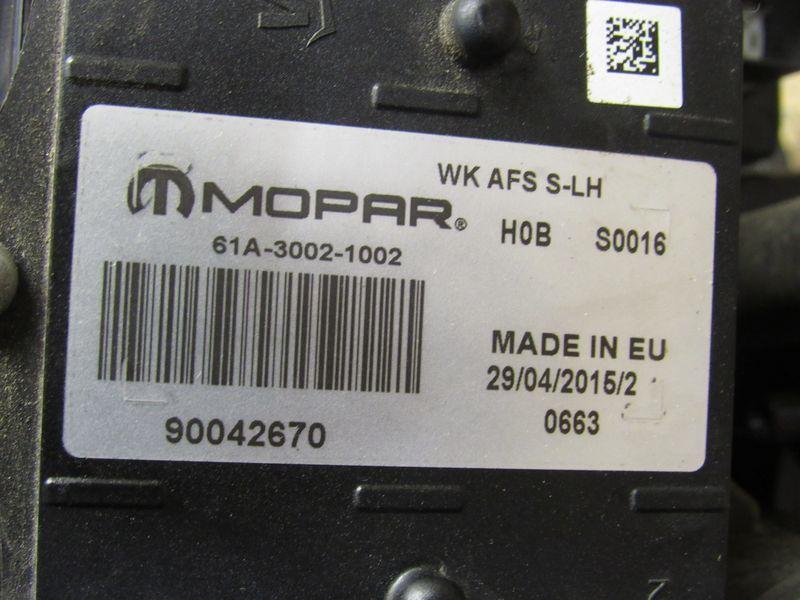 MOPAR®
WK AFS S-LH
61A-3002-1002
H0B S0016
MADE IN EU
29/04/2015/2
90042670
0663